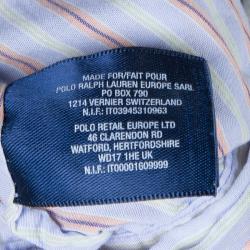 MADE FOR/FAIT POUR
POLO RALPH LAUREN EUROPE SARL
PO BOX 790
1214 VERNIER SWITZERLAND
N.I.F.: IT03945310963
POLO RETAIL EUROPE LTD
46 CLARENDON RD
WATFORD, HERTFORDSHIRE
WD17 1HE UK
N.I.F.: IT00001609999